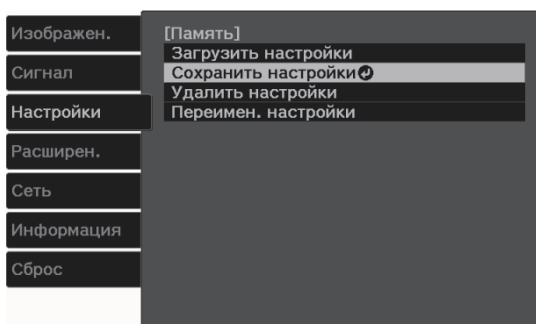 Изображен.
Сигнал
Настройки
Расширен.
Сеть
Информация
Сброс
[Память]
Загрузить настройки
Сохранить настройки
Удалить настройки
Переимен. настройки